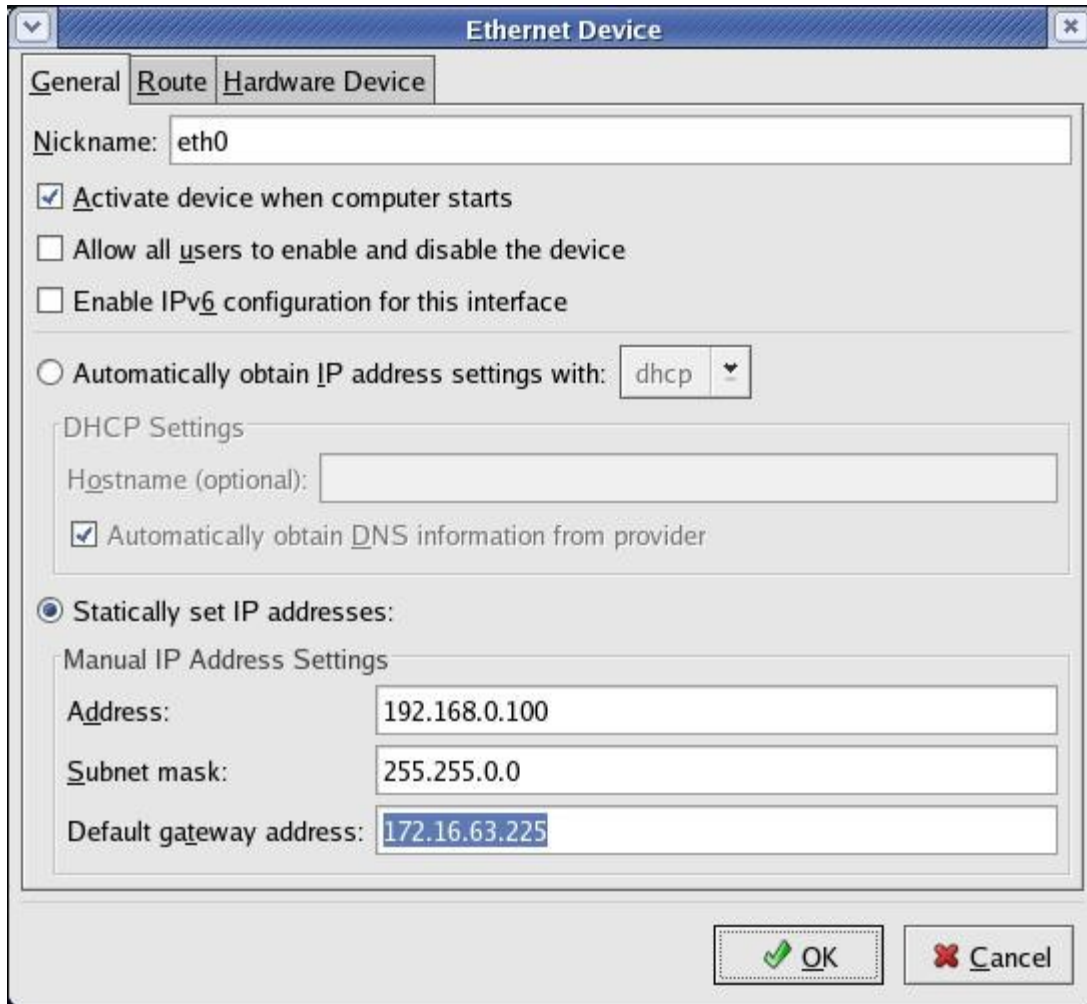 Ethernet Device
General Route Hardware Device
Nickname: eth0
Activate device when computer starts
Allow all users to enable and disable the device
Enable IPv6 configuration for this interface
Automatically obtain IP address settings with: dhcp
DHCP Settings
Hostname (optional):
Automatically obtain DNS information from provider
Statically set IP addresses:
Manual IP Address Settings
Address: 192.168.0.100
Subnet mask: 255.255.0.0
Default gateway address: 172.16.63.225
OK Cancel